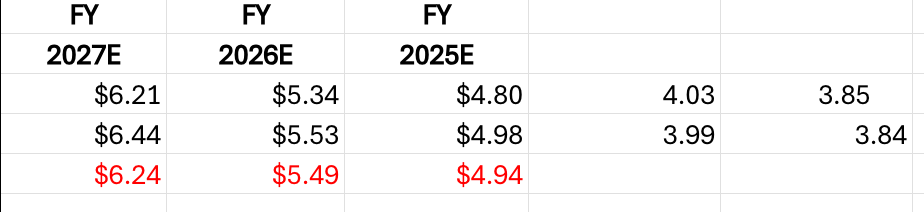 FY FY FY
2027E 2026E 2025E
$6.21 $5.34 $4.80 4.03 3.85
$6.44 $5.53 $4.98 3.99 3.84
$6.24 $5.49 $4.94